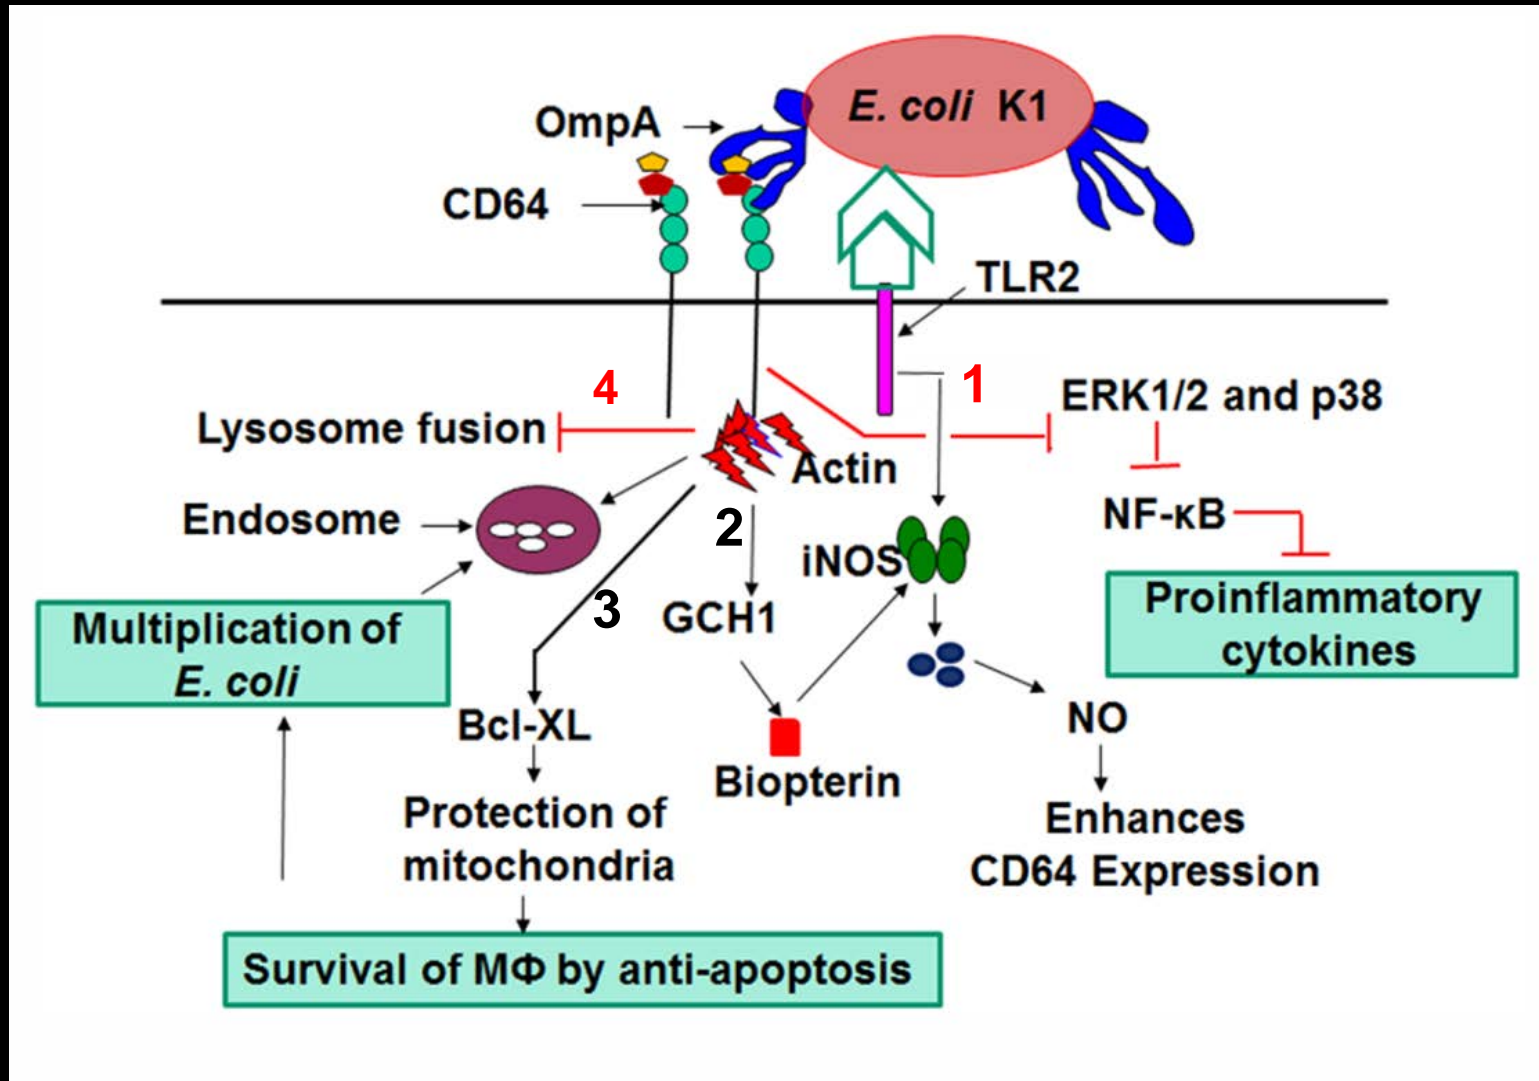 E. coli K1
OmpA
CD64
TLR2
4
1
ERK1/2 and p38
Lysosome fusion
Actin
Endosome
2
NF-κB
iNOS
3
GCH1
Proinflammatory
cytokines
Multiplication of
E. coli
Bcl-XL
NO
Biopterin
Protection of
mitochondria
Enhances
CD64 Expression
Survival of MΦ by anti-apoptosis